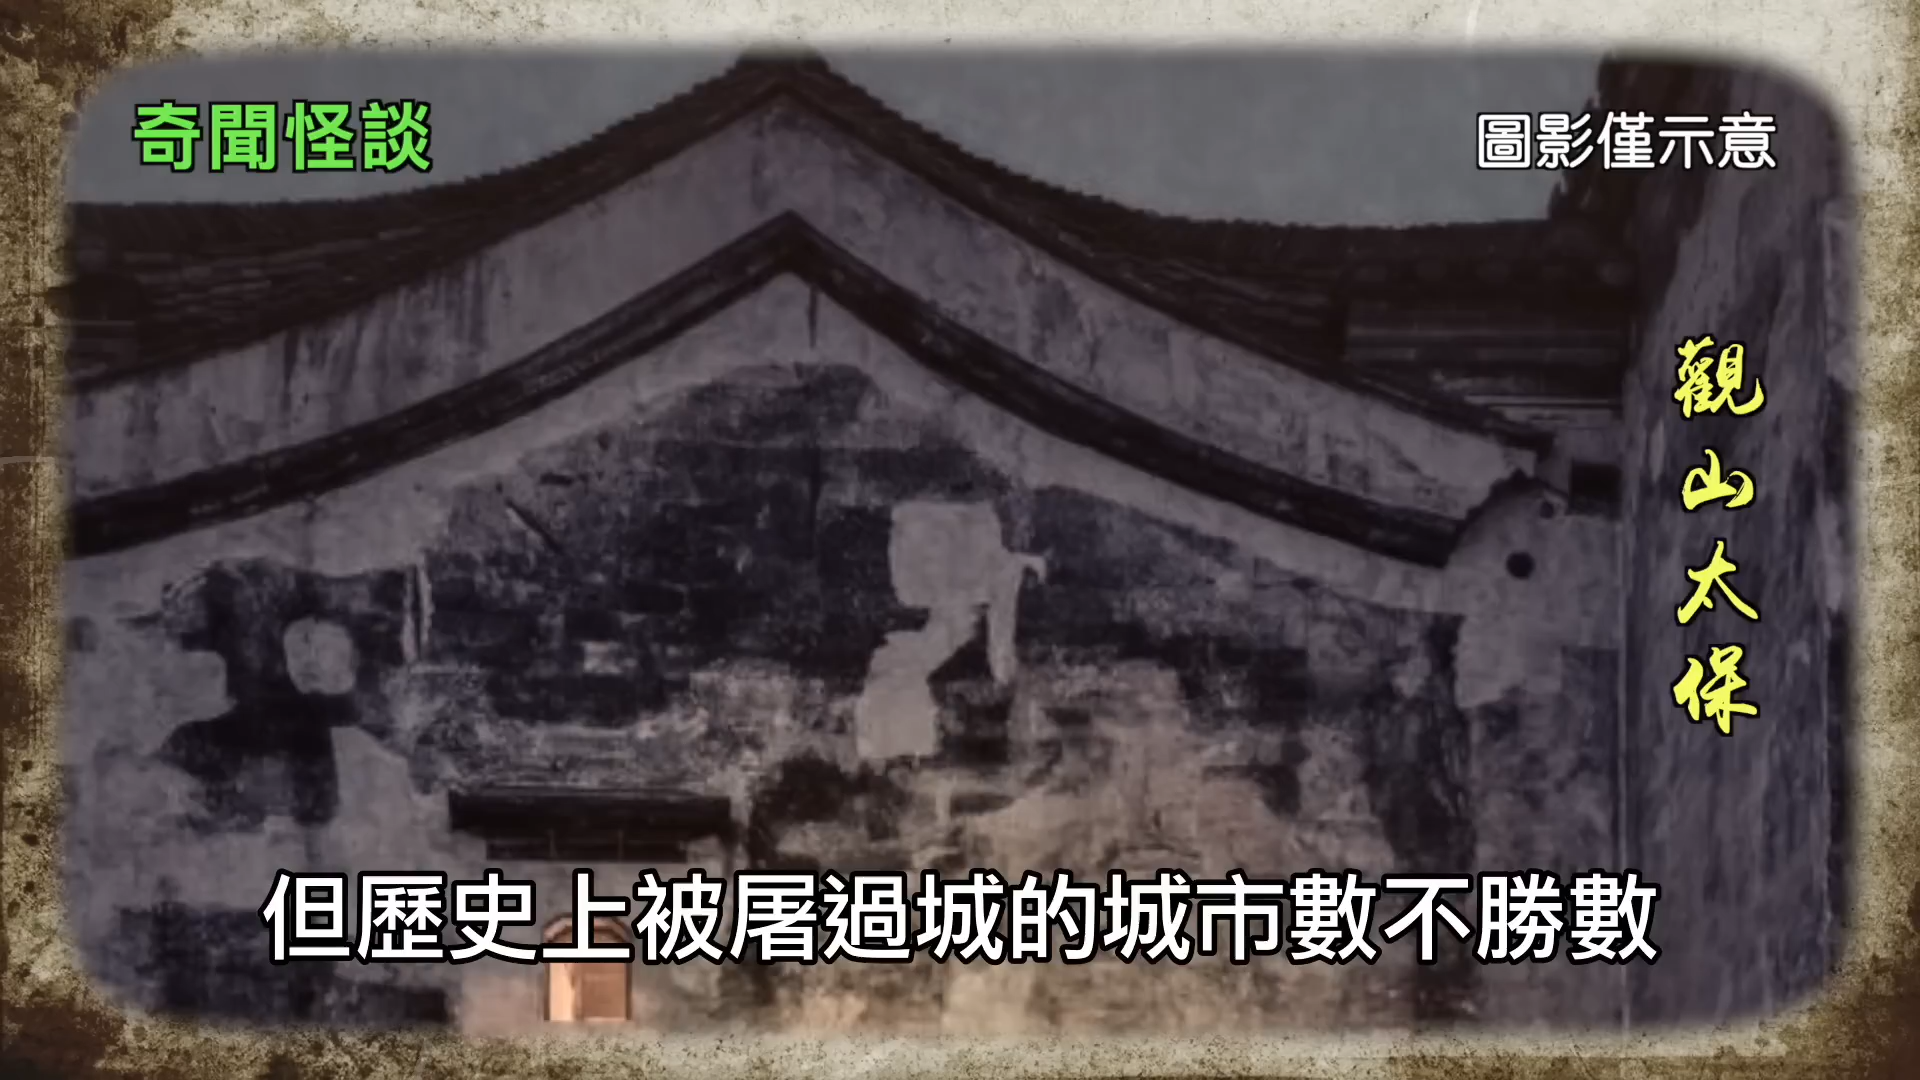 奇聞怪談
圖影僅示意
觀山太保
但歷史上被屠過城的城市數不勝數